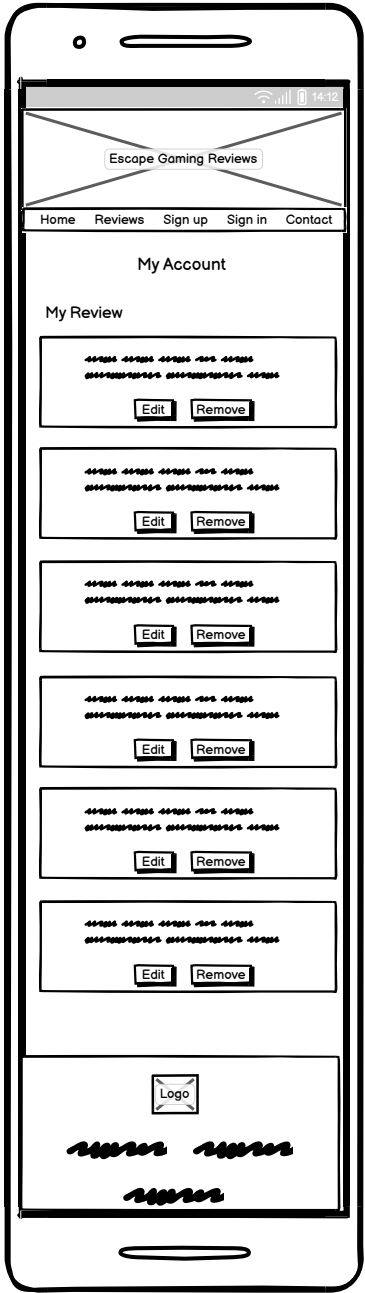 14:12
Escape Gaming Reviews
Home Reviews Sign up Sign in Contact
My Account
My Review
Edit Remove
Edit Remove
Edit Remove
Edit Remove
Edit Remove
Edit Remove
Logo